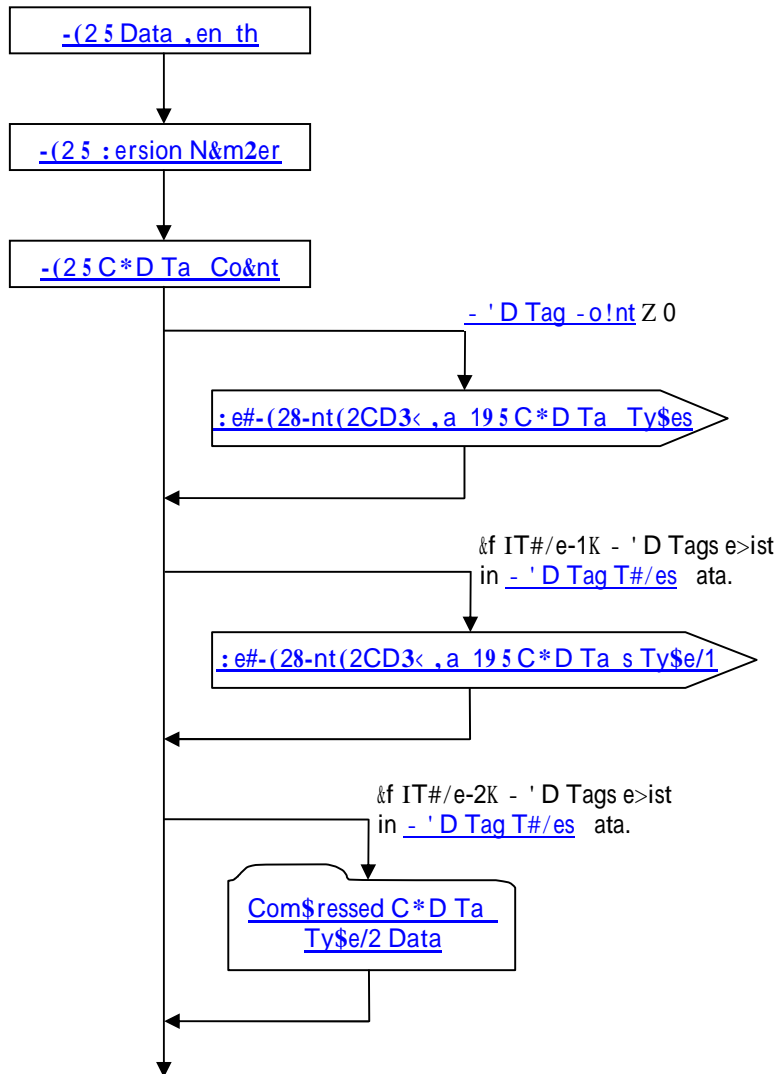 -(2 5 Data ,en th
-(2 5 :ersion N&m2er
-(2 5 C*D Ta Co&nt
- ' D Tag -o!nt Z 0
:e#-(28-nt(2CD3< ,a 19 5 C*D Ta Ty$es
&f IT#/e-1K - ' D Tags e>ist
in - ' D Tag T#/es ata.
:e#-(28-nt(2CD3< ,a 19 5 C*D Ta s Ty$e/1
&f IT#/e-2K - ' D Tags e>ist
in - ' D Tag T#/es ata.
Com$ressed C*D Ta
Ty$e/2 Data